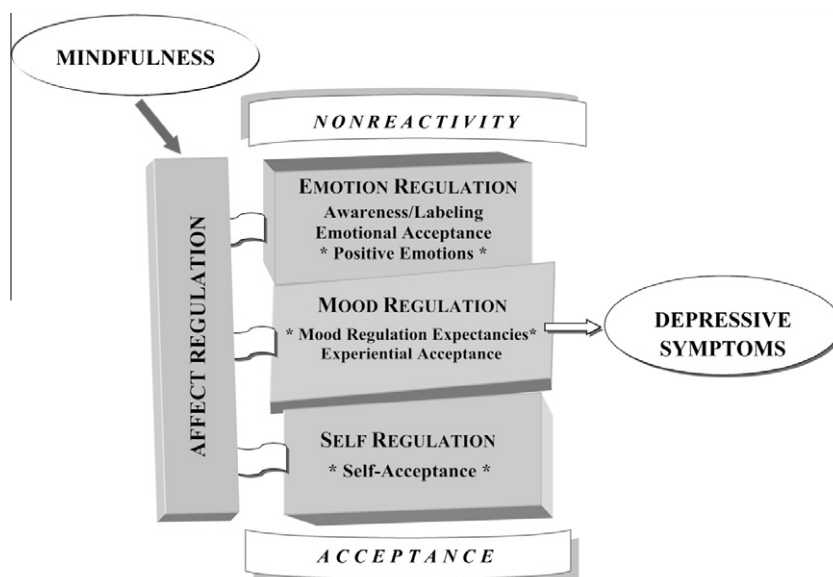 MINDFULNESS
NONREACTIVITY
AFFECT REGULATION
EMOTION REGULATION
Awareness/Labeling
Emotional Acceptance
* Positive Emotions *
MOOD REGULATION
* Mood Regulation Expectancies*
Experiential Acceptance
SELF REGULATION
* Self-Acceptance *
DEPRESSIVE
SYMPTOMS
ACCEPTANCE